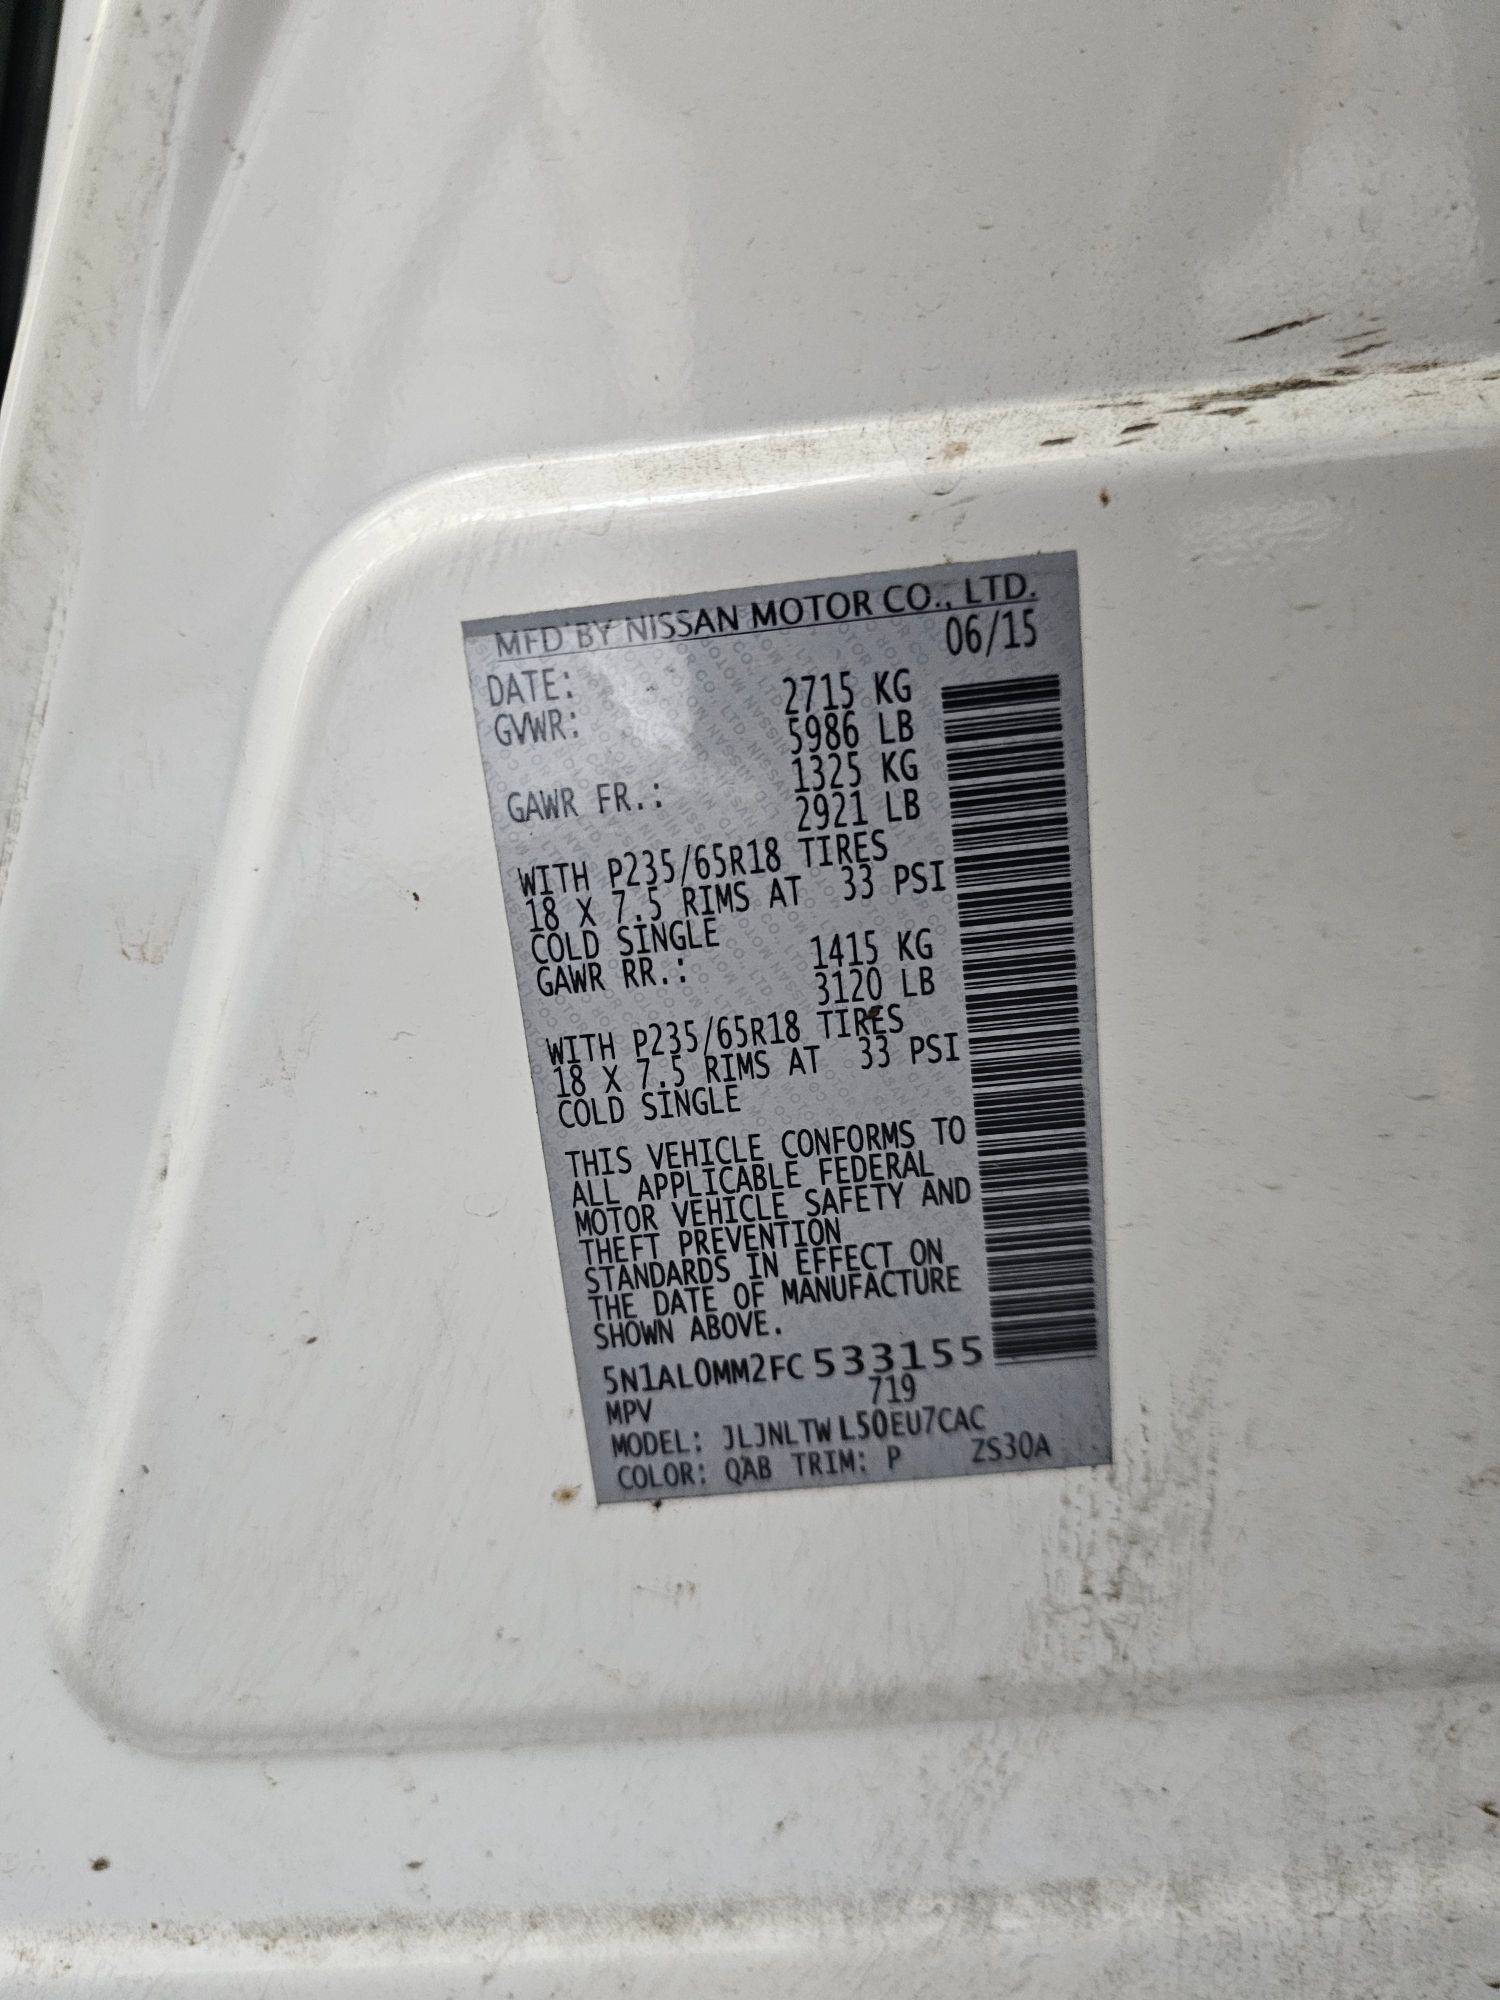 MFD BY NISSAN MOTOR CO., LTD.
DATE: 06/15
GVWR: 2715 KG
5986 LB
GAWR FR.: 1325 KG
2921 LB
WITH P235/65R18 TIRES
18 X 7.5 RIMS AT 33 PSI
COLD SINGLE
GAWR RR.: 1415 KG
3120 LB
WITH P235/65R18 TIRES
18 X 7.5 RIMS AT 33 PSI
COLD SINGLE
THIS VEHICLE CONFORMS TO
ALL APPLICABLE FEDERAL
MOTOR VEHICLE SAFETY AND
THEFT PREVENTION
STANDARDS IN EFFECT ON
THE DATE OF MANUFACTURE
SHOWN ABOVE.
5N1AL0MM2FC533155
MPV 719
MODEL: JLJNLTWL50EU7CAC
COLOR: QAB TRIM: P ZS30A